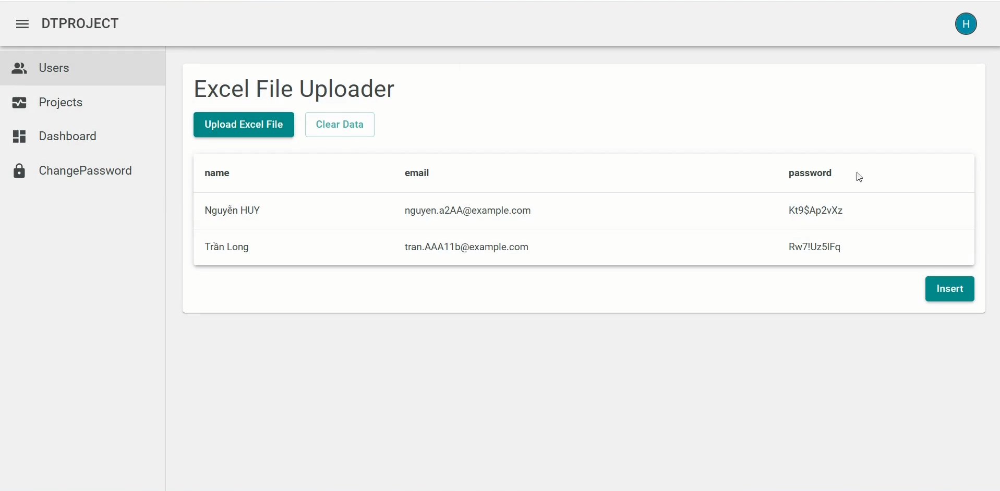 DTPROJECT
H
Users
Projects
Dashboard
ChangePassword
Excel File Uploader
Upload Excel File Clear Data
name email password
Nguyễn HUY nguyen.a2AA@example.com Kt9$Ap2vXz
Trần Long tran.AAA11b@example.com Rw7!Uz5lFq
Insert